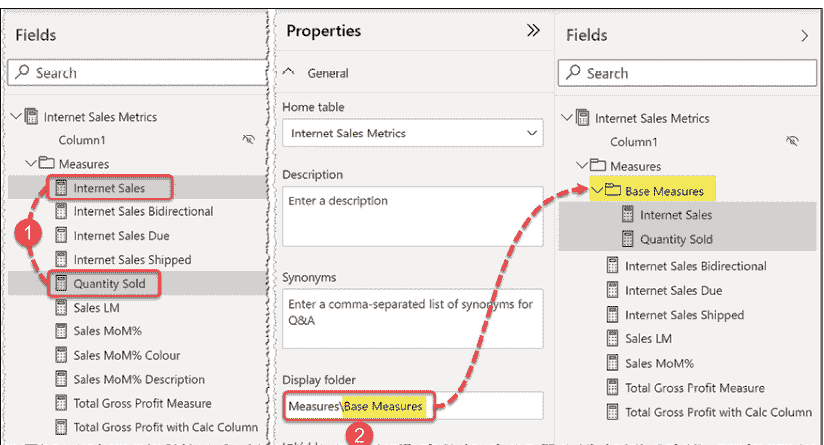 Fields
Search
Internet Sales Metrics
Column1
Measures
Internet Sales
Internet Sales Bidirectional
Internet Sales Due
Internet Sales Shipped
Quantity Sold
Sales LM
Sales MoM%
Sales MoM% Colour
Sales MoM% Description
Total Gross Profit Measure
Total Gross Profit with Calc Column
1
Properties
General
Home table
Internet Sales Metrics
Description
Enter a description
Synonyms
Enter a comma-separated list of synonyms for
Q&A
Display folder
Measures\Base Measures
2
Fields
Search
Internet Sales Metrics
Column1
Measures
Base Measures
Internet Sales
Quantity Sold
Internet Sales Bidirectional
Internet Sales Due
Internet Sales Shipped
Sales LM
Sales MoM%
Total Gross Profit Measure
Total Gross Profit with Calc Column